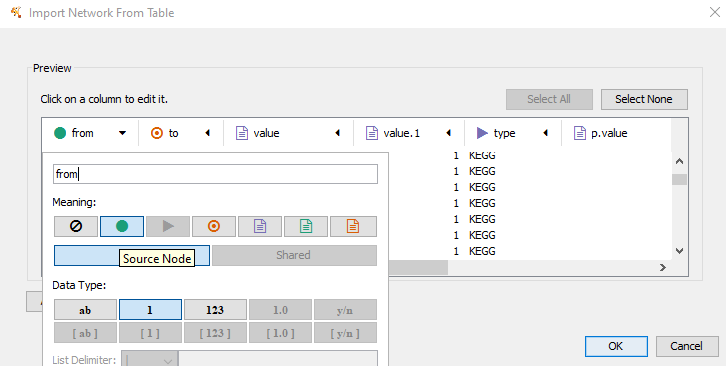 Import Network From Table
Preview
Click on a column to edit it.
Select All
Select None
from
to
value
value.1
type
p.value
from
1 KEGG
1 KEGG
1 KEGG
1 KEGG
1 KEGG
1 KEGG
Meaning:
Source Node
Shared
Data Type:
ab
1
123
1.0
y/n
[ ab ]
[ 1 ]
[ 123 ]
[ 1.0 ]
[ y/n ]
List Delimiter:
|
OK
Cancel